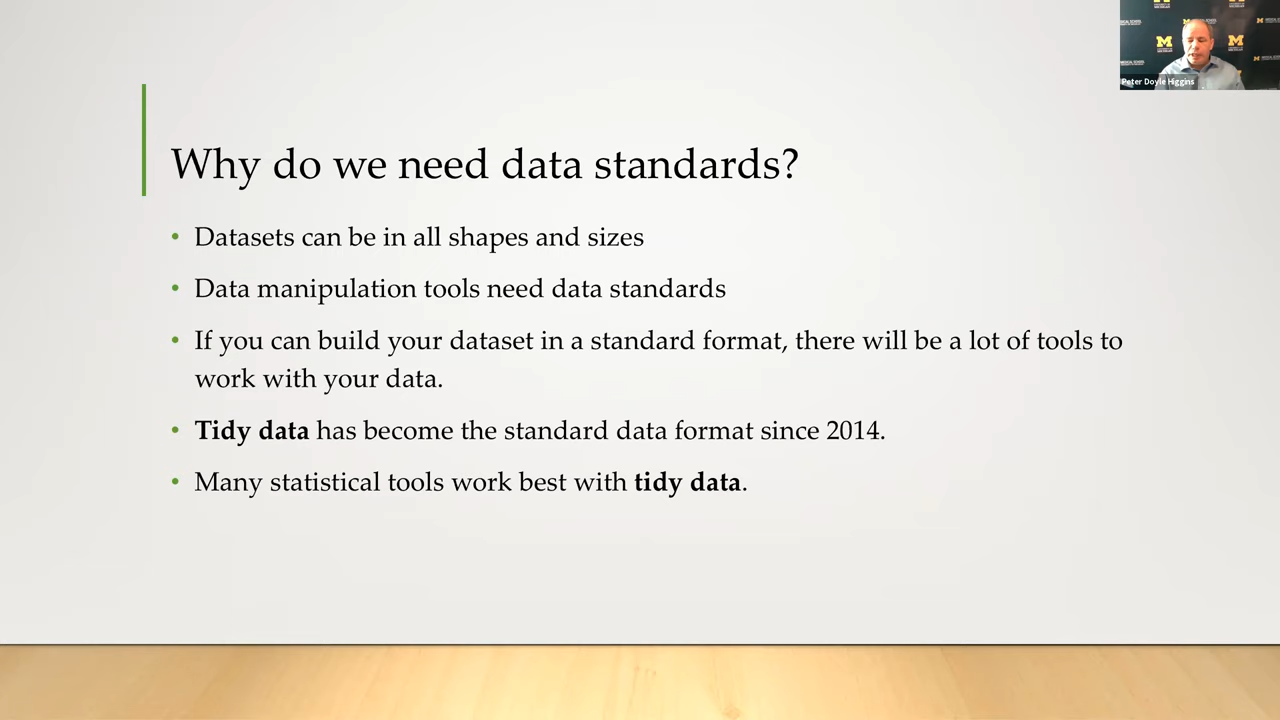 Why do we need data standards?
• Datasets can be in all shapes and sizes
• Data manipulation tools need data standards
• If you can build your dataset in a standard format, there will be a lot of tools to
work with your data.
• Tidy data has become the standard data format since 2014.
• Many statistical tools work best with tidy data.
Peter Doyle Higgins